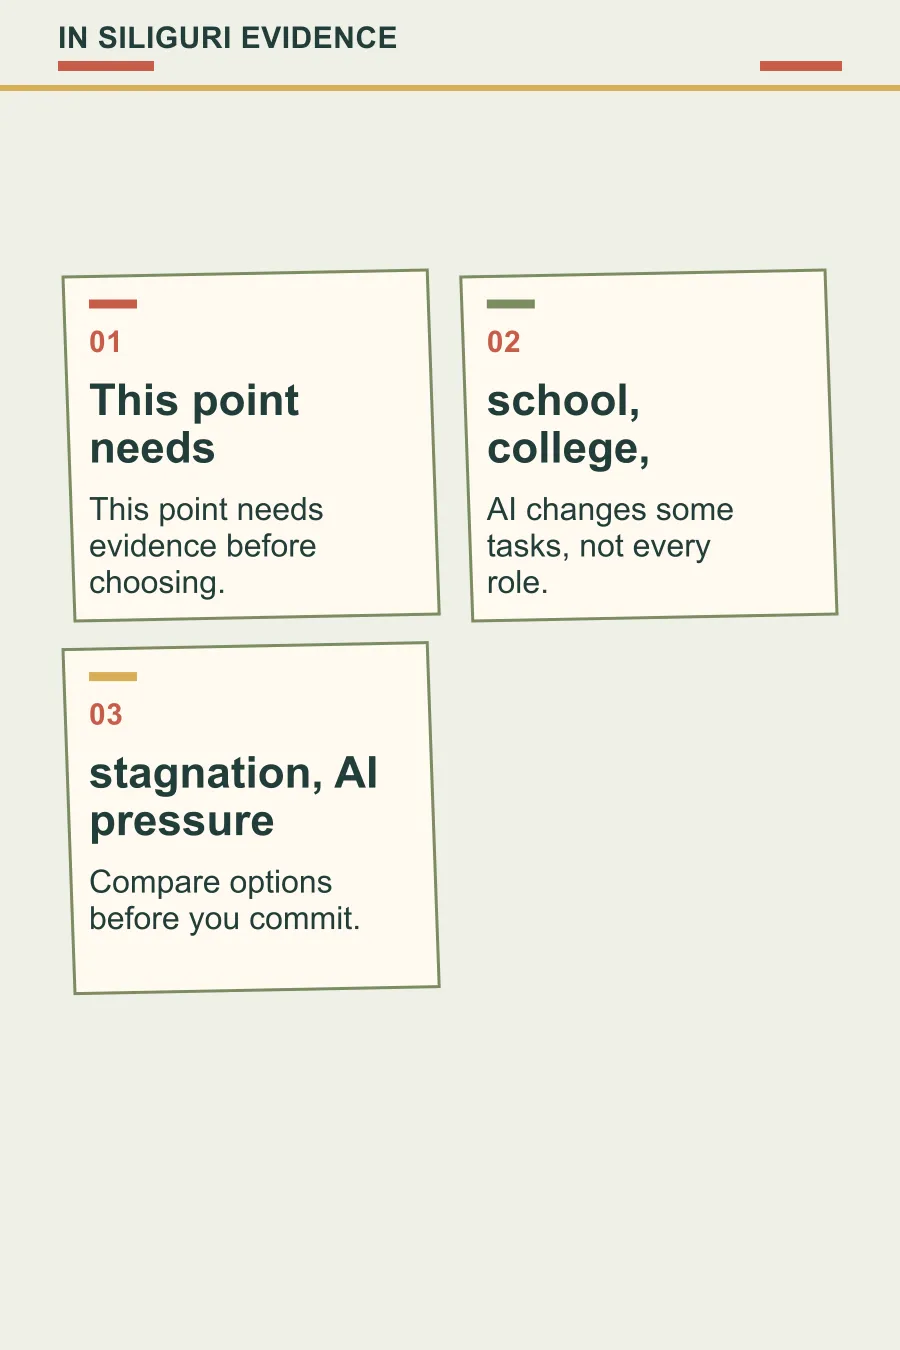 IN SILIGURI EVIDENCE
01
This point
needs
This point needs
evidence before
choosing.
02
school,
college,
AI changes some
tasks, not every
role.
03
stagnation, AI
pressure
Compare options
before you commit.